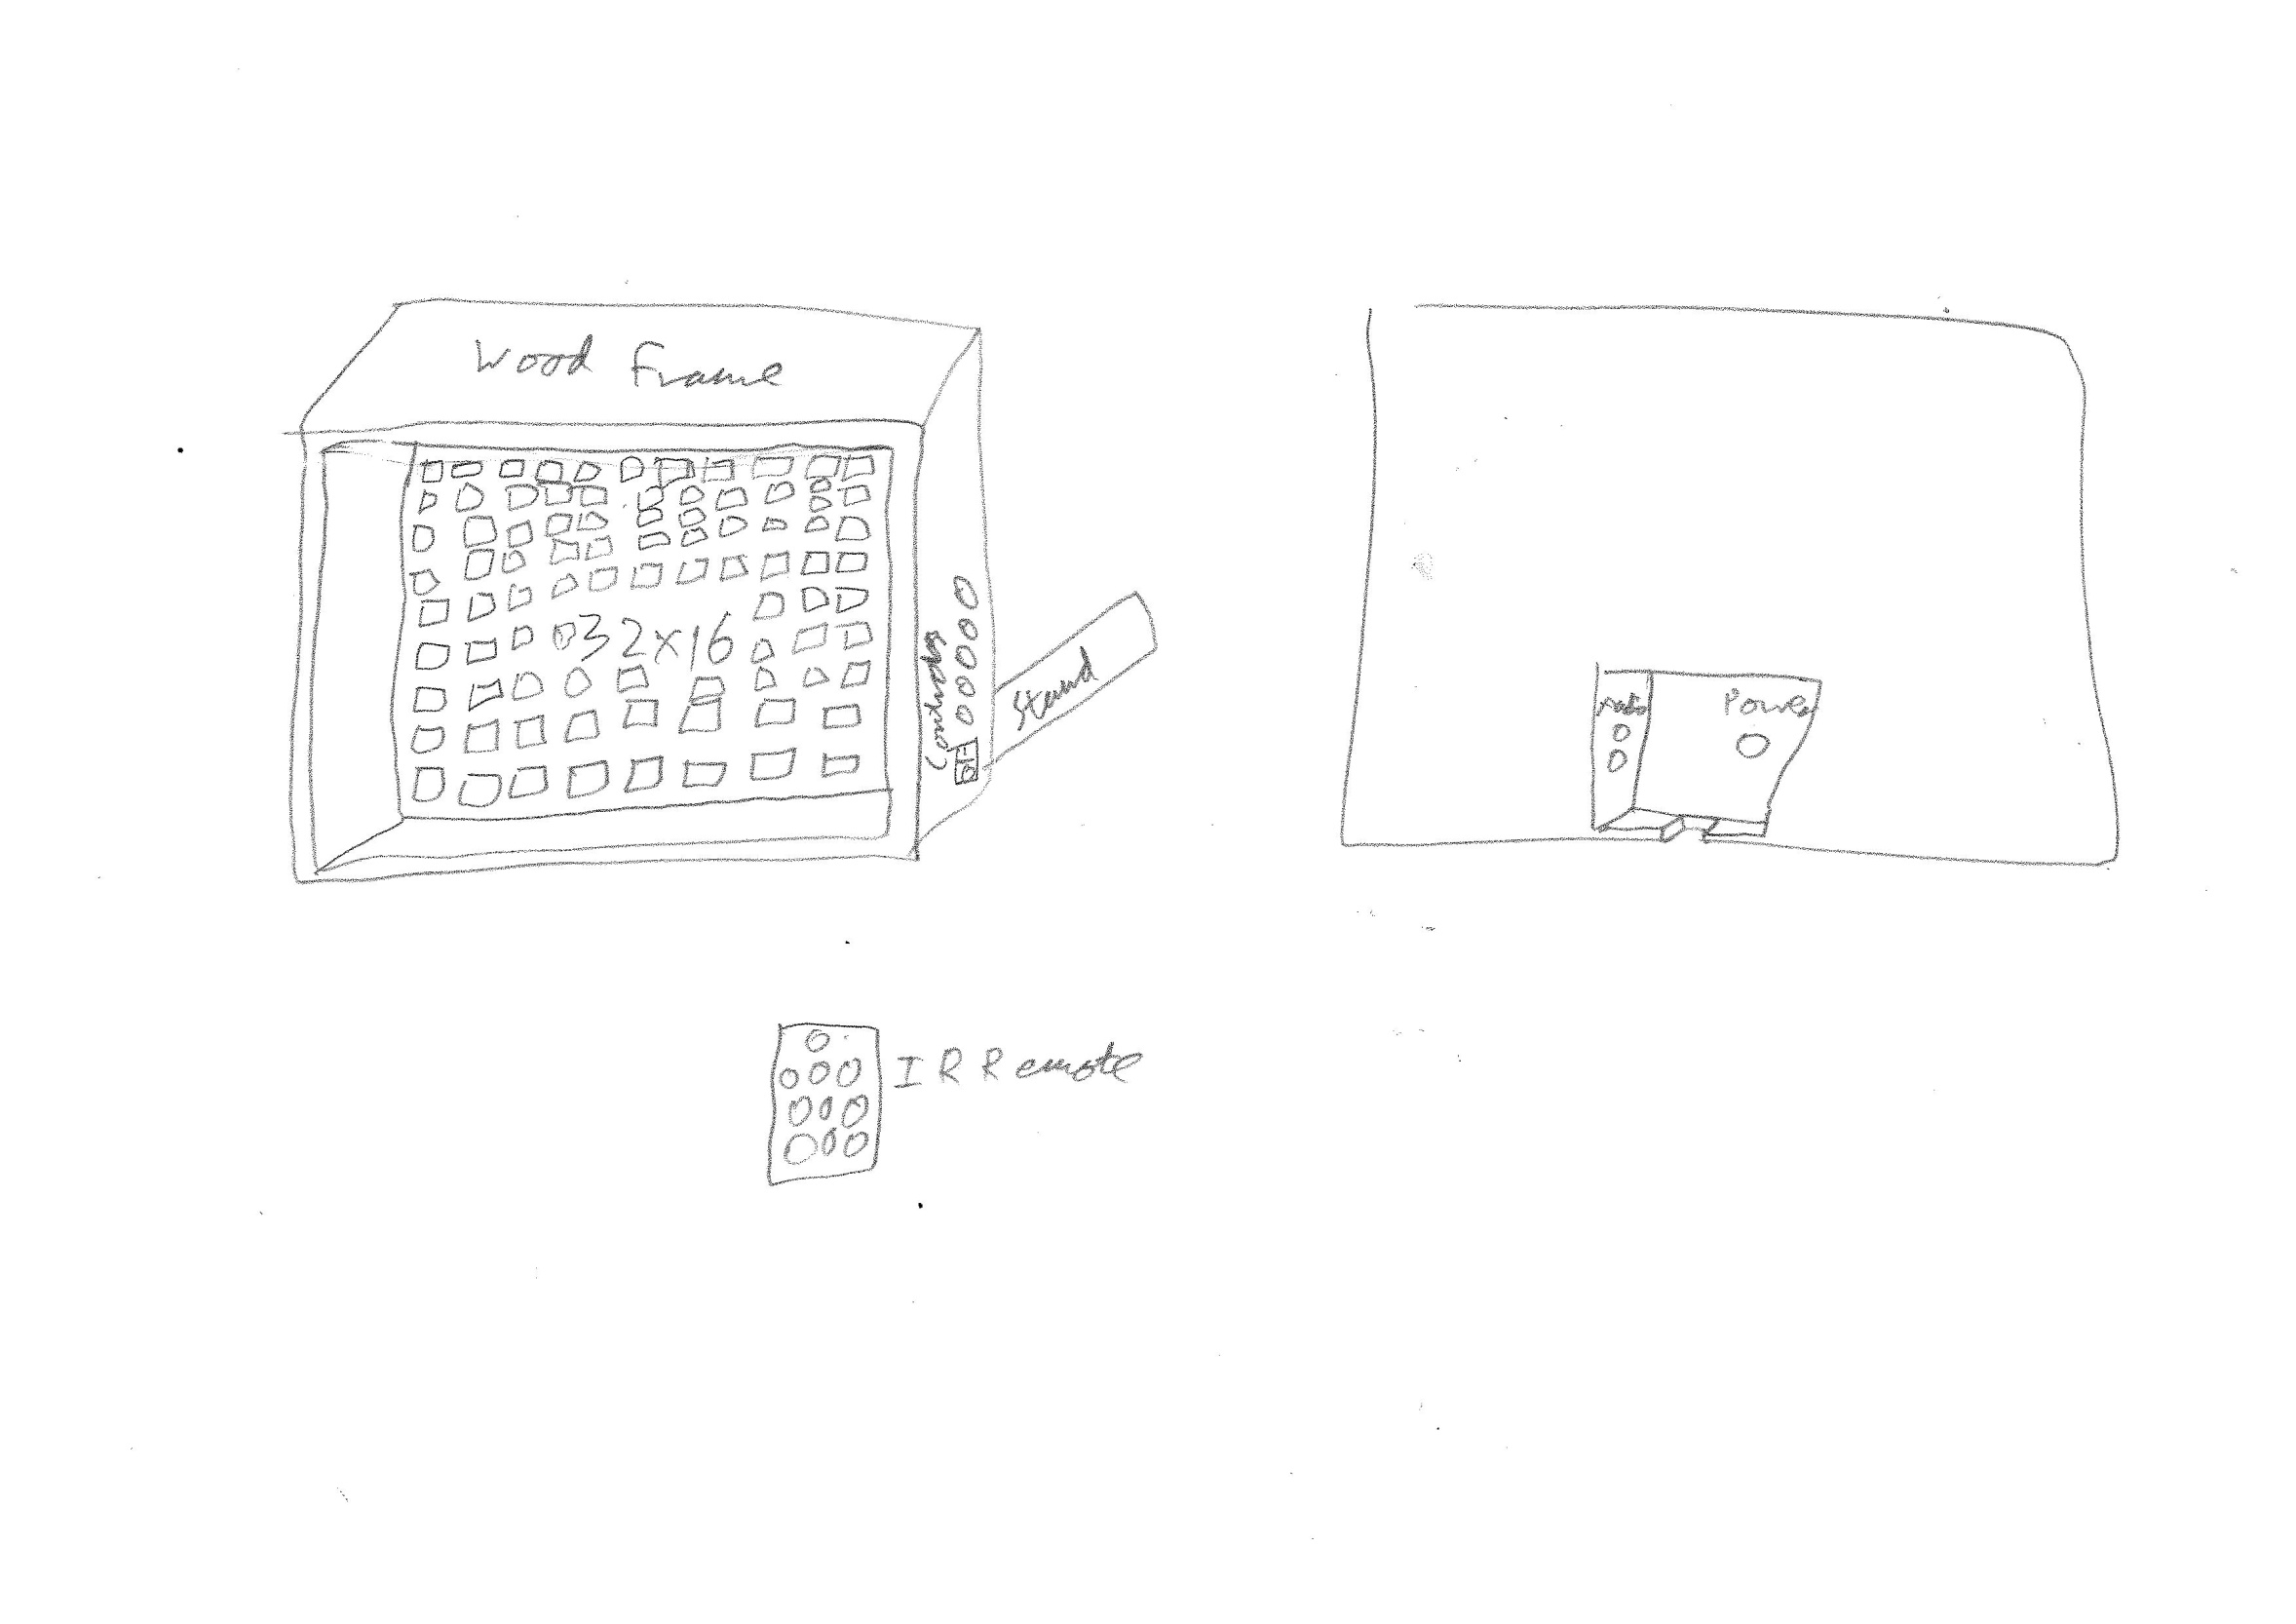 Wood Frame
32x16
Controls
Stand
Power
IR Remote